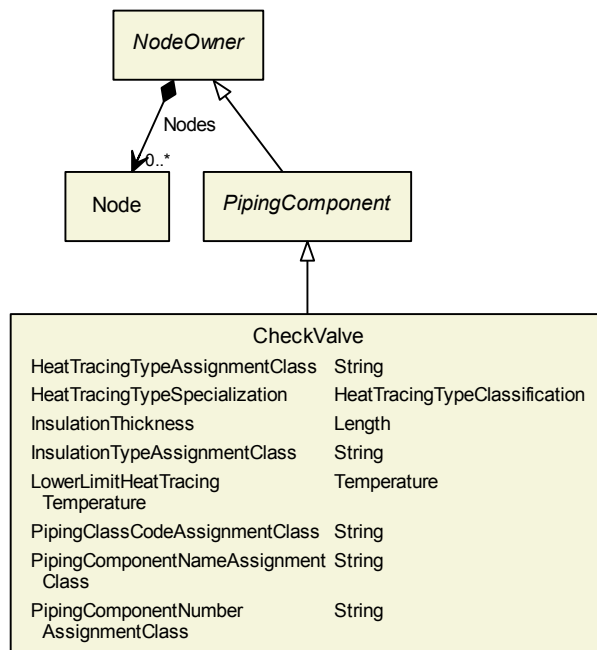 NodeOwner
Nodes
0..*
Node
PipingComponent
CheckValve
HeatTracingTypeAssignmentClass String
HeatTracingTypeSpecialization HeatTracingTypeClassification
InsulationThickness Length
InsulationTypeAssignmentClass String
LowerLimitHeatTracing Temperature
Temperature
PipingClassCodeAssignmentClass String
PipingComponentNameAssignment String
Class
PipingComponentNumber String
AssignmentClass